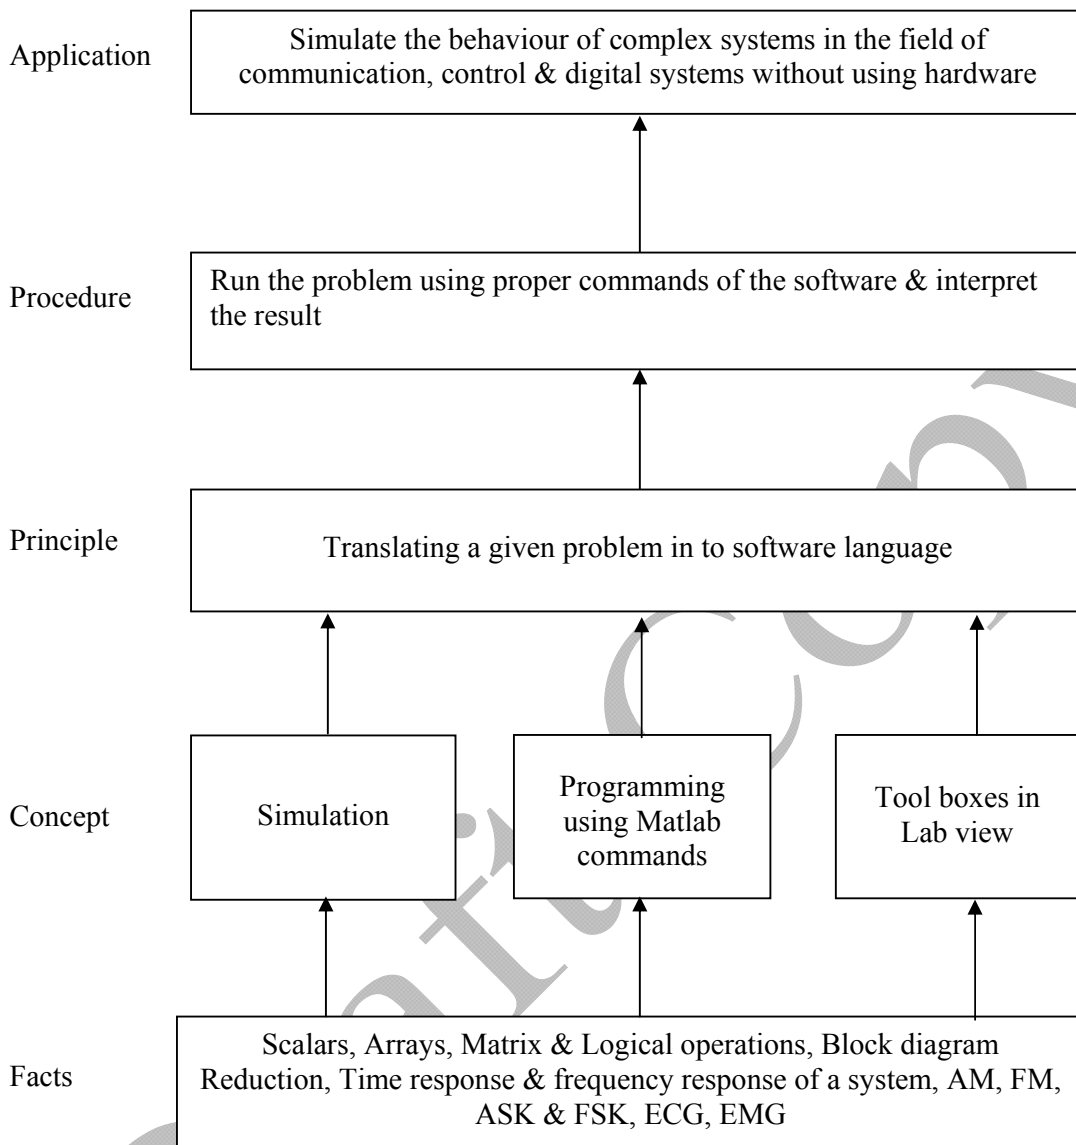 Application
Simulate the behaviour of complex systems in the field of
communication, control & digital systems without using hardware
Procedure
Run the problem using proper commands of the software & interpret
the result
Principle
Translating a given problem in to software language
Concept
Simulation
Programming
using Matlab
commands
Tool boxes in
Lab view
Facts
Scalars, Arrays, Matrix & Logical operations, Block diagram
Reduction, Time response & frequency response of a system, AM, FM,
ASK & FSK, ECG, EMG